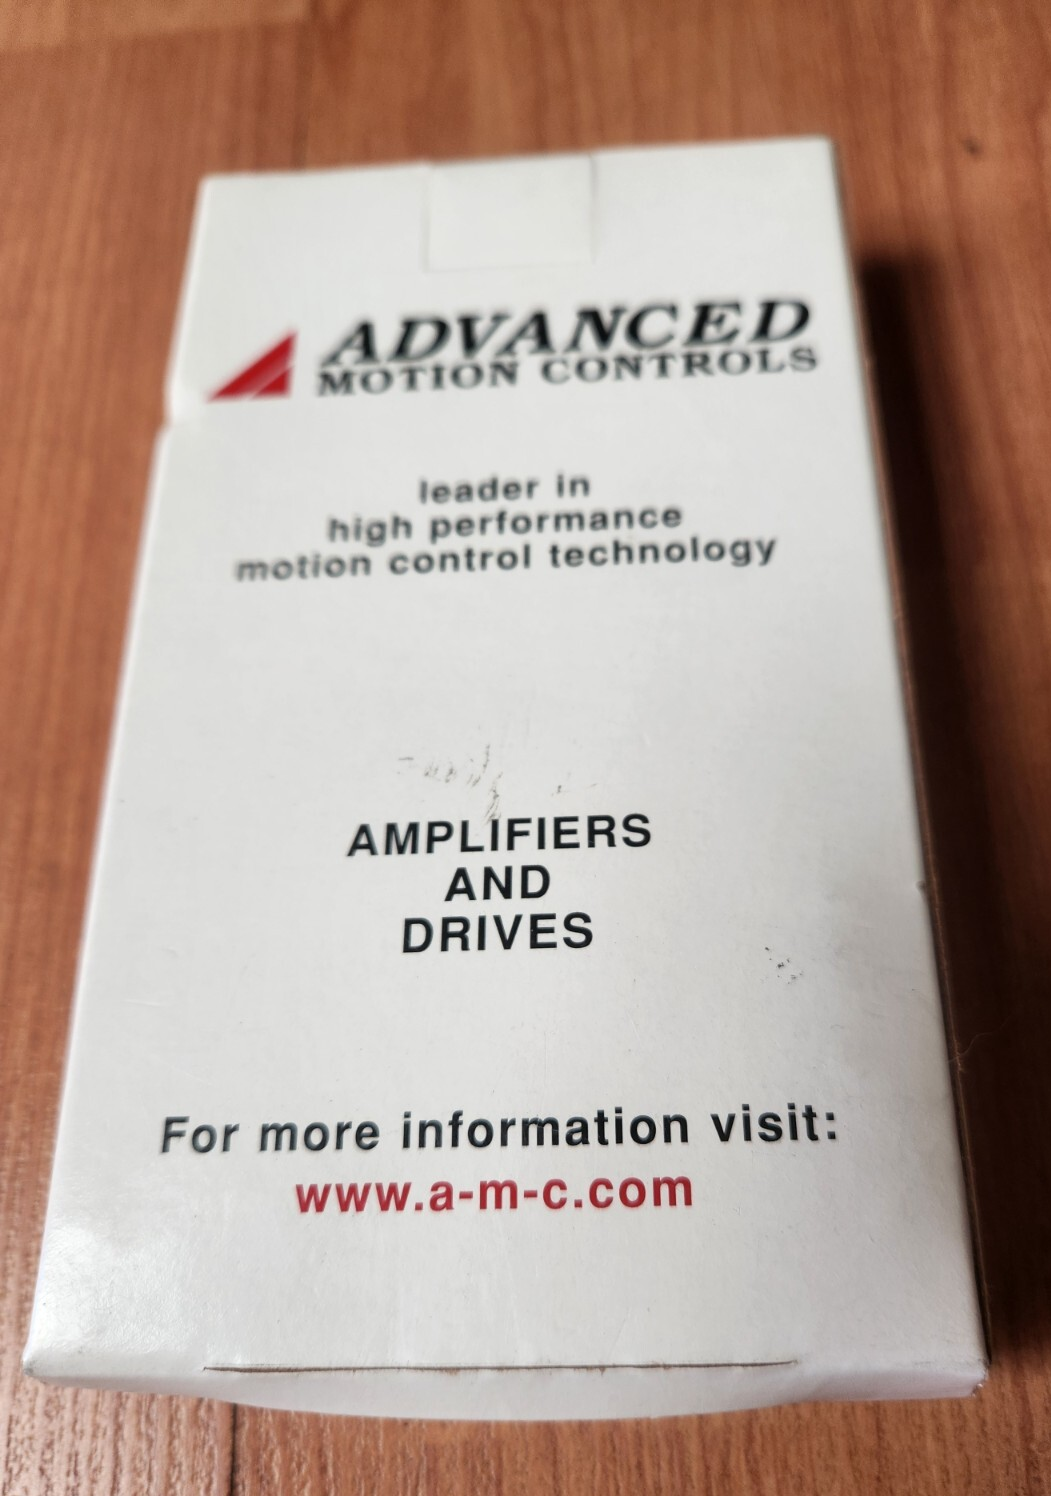 ADVANCED
MOTION CONTROLS
leader in
high performance
motion control technology
AMPLIFIERS
AND
DRIVES
For more information visit:
www.a-m-c.com